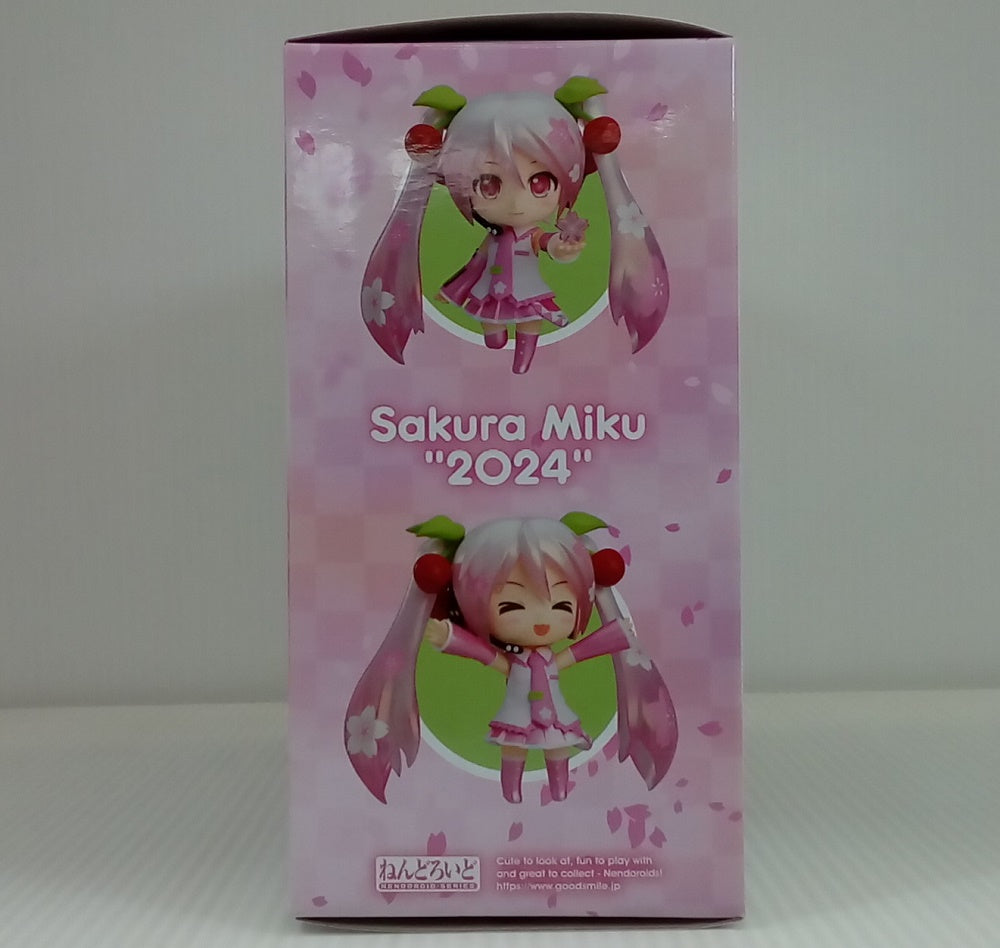 Sakura Miku
"2024"
ねんどろいど
NENDOROID SERIES
Cute to look at, fun to play with
and great to collect - Nendoroids!
https://www.goodsmile.jp